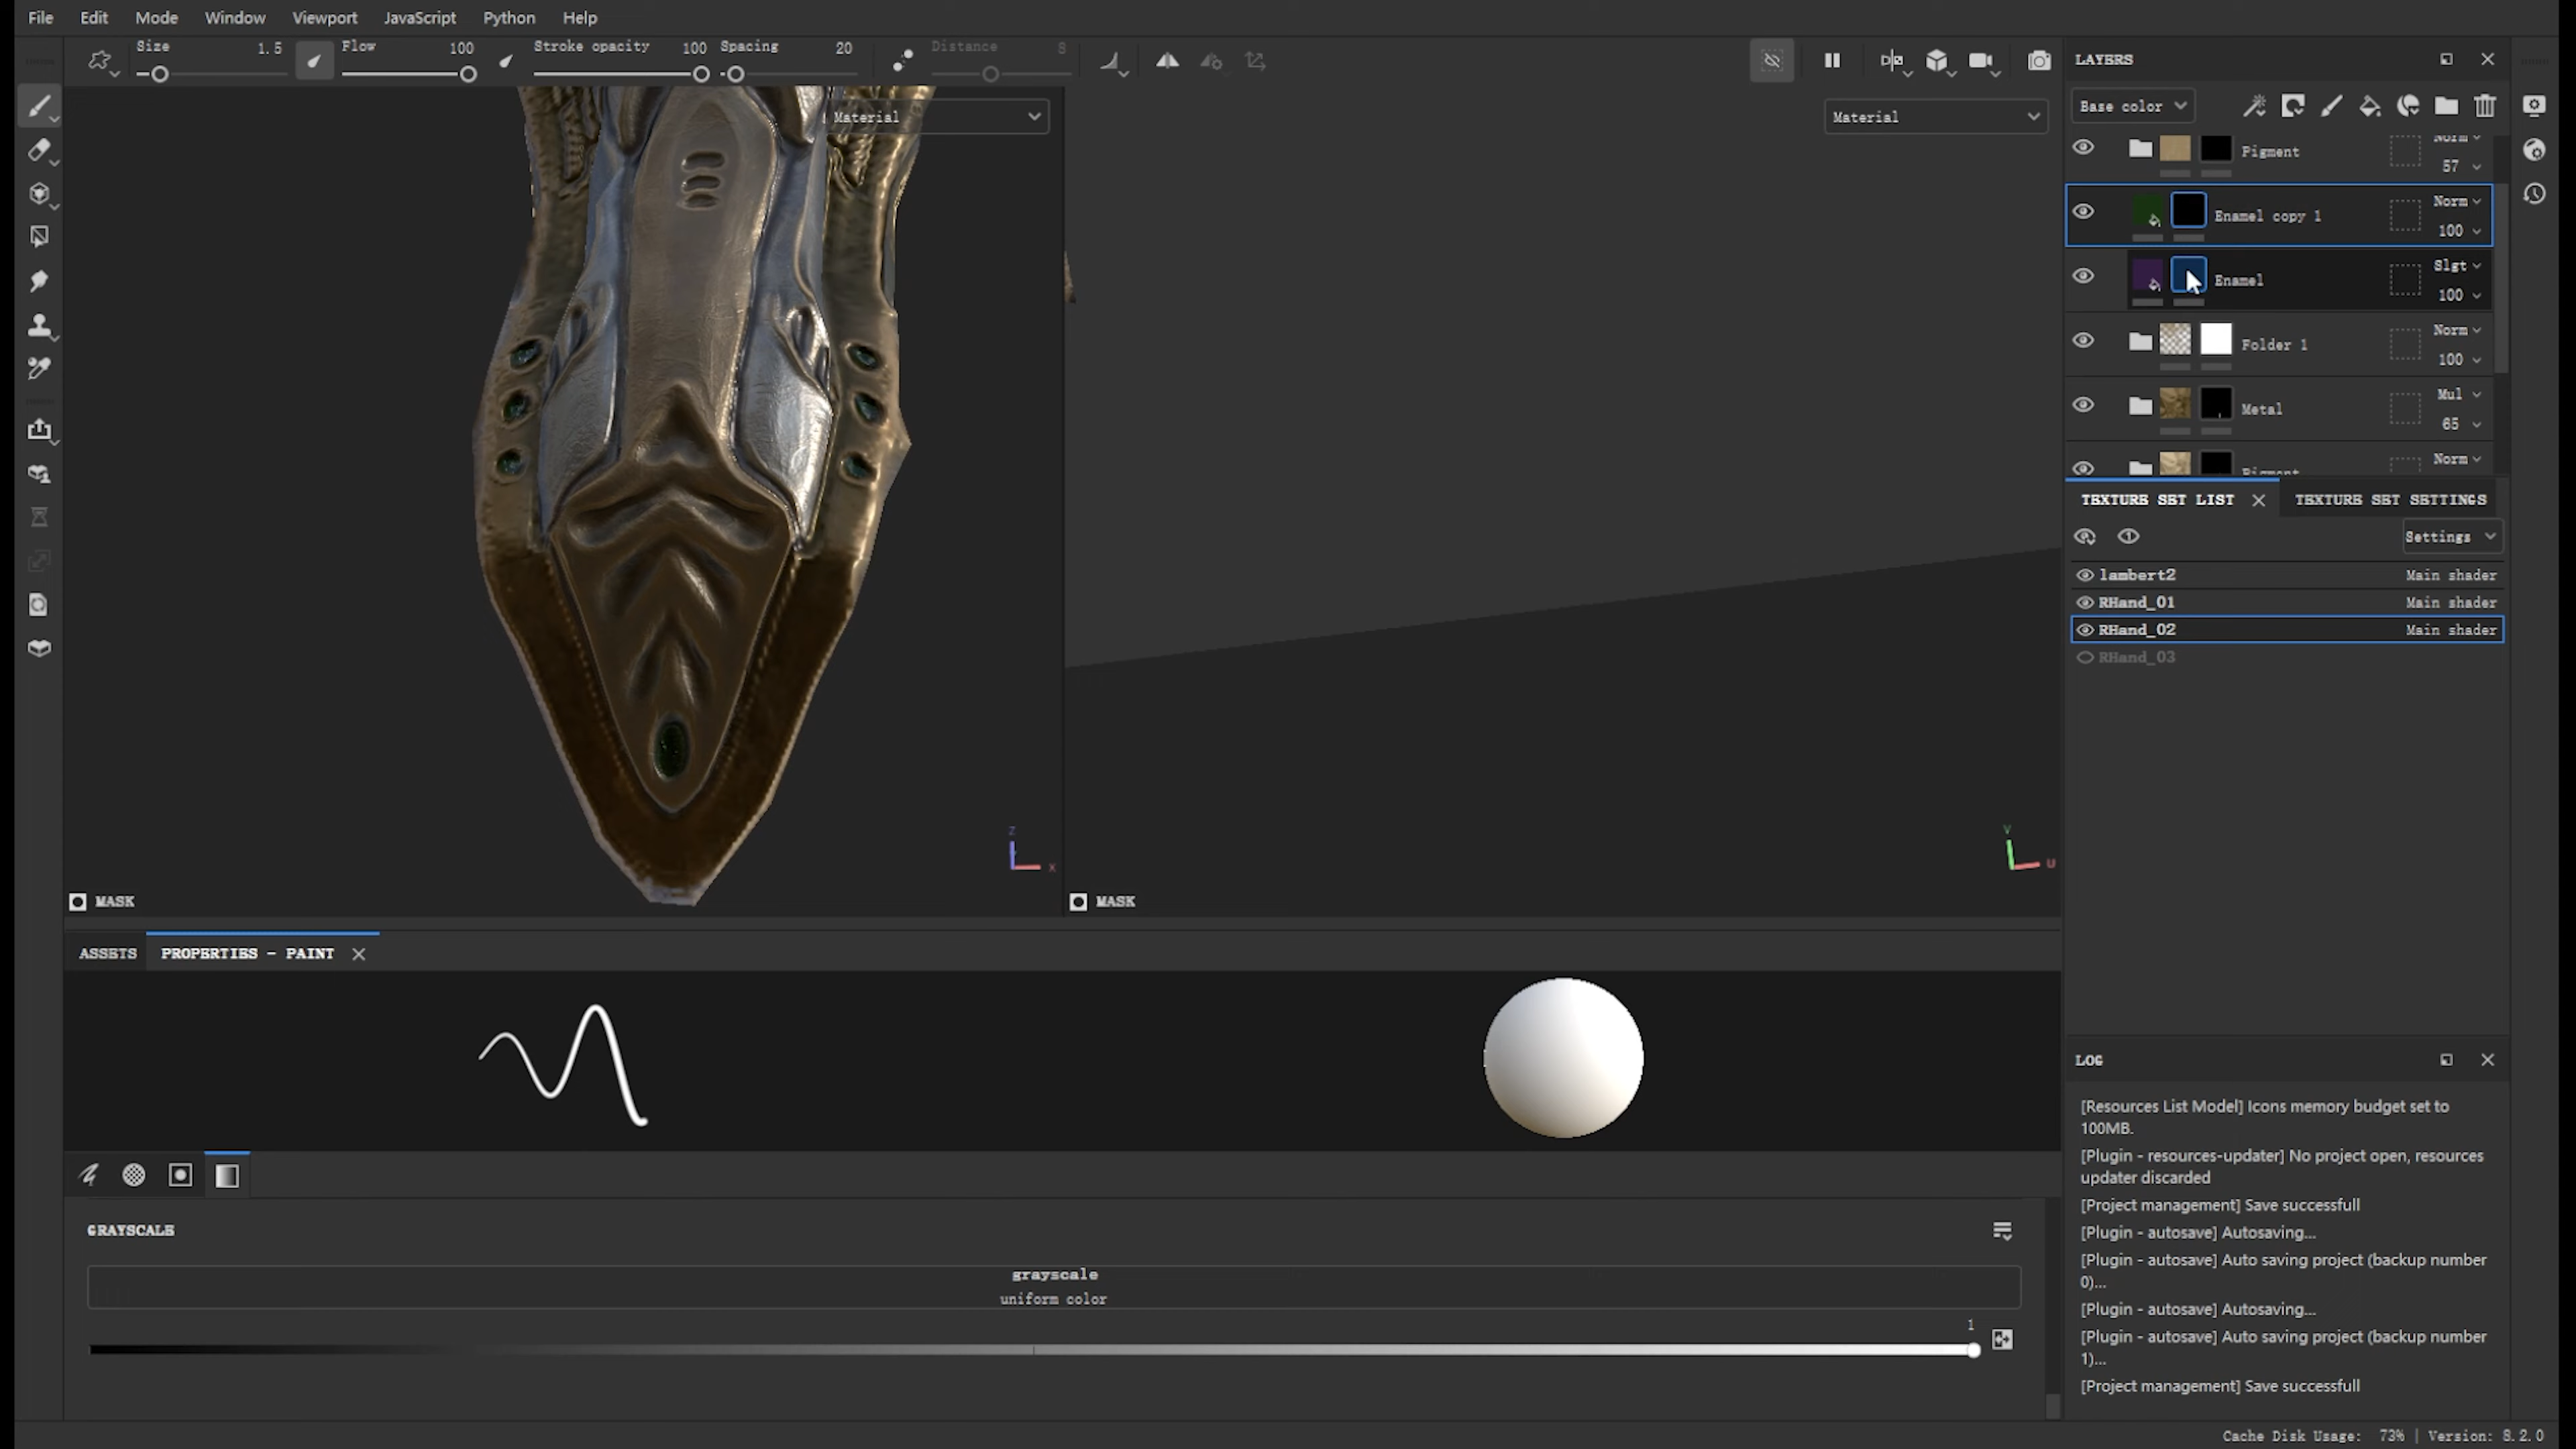 File Edit Mode Window Viewport JavaScript Python Help
Size 1.5 Flow 100 Stroke opacity 100 Spacing 20 Distance 8
Material
Material
Z
X
V
U
MASK
MASK
ASSETS PROPERTIES - PAINT
GRAYSCALE
grayscale
uniform color
1
LAYERS
Base color
Norm
Pigment
57
Norm
Enamel copy 1
100
Slgt
Enamel
100
Norm
Folder 1
100
Mul
Metal
65
Norm
Pigment
TEXTURE SET LIST TEXTURE SET SETTINGS
Settings
lambert2 Main shader
RHand_01 Main shader
RHand_02 Main shader
RHand_03
LOG
[Resources List Model] Icons memory budget set to
100MB.
[Plugin - resources-updater] No project open, resources
updater discarded
[Project management] Save successfull
[Plugin - autosave] Autosaving...
[Plugin - autosave] Auto saving project (backup number
0)...
[Plugin - autosave] Autosaving...
[Plugin - autosave] Auto saving project (backup number
1)...
[Project management] Save successfull
Cache Disk Usage: 73% | Version: 8.2.0